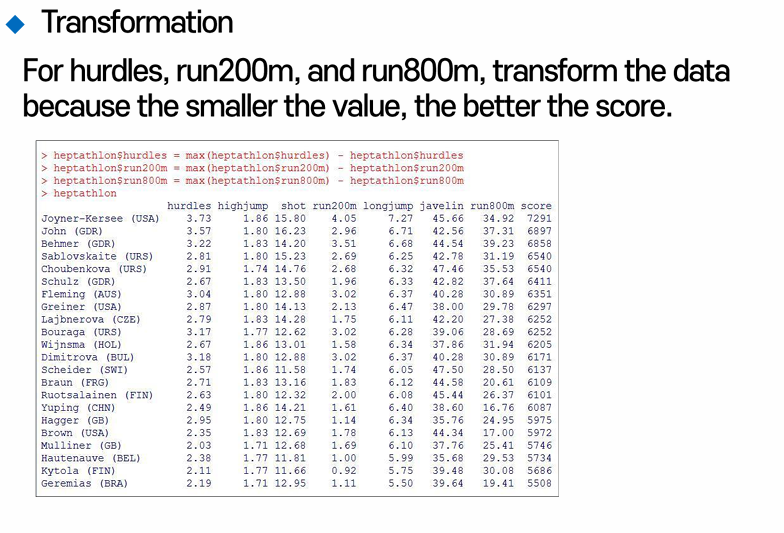 Transformation
For hurdles, run200m, and run800m, transform the data
because the smaller the value, the better the score.
> heptathlon$hurdles = max(heptathlon$hurdles) - heptathlon$hurdles
> heptathlon$run200m = max(heptathlon$run200m) - heptathlon$run200m
> heptathlon$run800m = max(heptathlon$run800m) - heptathlon$run800m
> heptathlon
hurdles highjump shot run200m longjump javelin run800m score
Joyner-Kersee (USA) 3.73 1.86 15.80 4.05 7.27 45.66 34.92 7291
John (GDR) 3.57 1.80 16.23 2.96 6.71 42.56 37.31 6897
Behmer (GDR) 3.22 1.83 14.20 3.51 6.68 44.54 39.23 6858
Sablovskaite (URS) 2.81 1.80 15.23 2.69 6.25 42.78 31.19 6540
Choubenkova (URS) 2.91 1.74 14.76 2.68 6.32 47.46 35.53 6540
Schulz (GDR) 2.67 1.83 13.50 1.96 6.33 42.82 37.64 6411
Fleming (AUS) 3.04 1.80 12.88 3.02 6.37 40.28 30.89 6351
Greiner (USA) 2.87 1.80 14.13 2.13 6.47 38.00 29.78 6297
Lajbnerova (CZE) 2.79 1.83 14.28 1.75 6.11 42.20 27.38 6252
Bouraga (URS) 3.17 1.77 12.62 3.02 6.28 39.06 28.69 6252
Wijnsma (HOL) 2.67 1.86 13.01 1.58 6.34 37.86 31.94 6205
Dimitrova (BUL) 3.18 1.80 12.88 3.02 6.37 40.28 30.89 6171
Scheider (SWI) 2.57 1.86 11.58 1.74 6.05 47.50 28.50 6137
Braun (FRG) 2.71 1.83 13.16 1.83 6.12 44.58 20.61 6109
Ruotsalainen (FIN) 2.63 1.80 12.32 2.00 6.08 45.44 26.37 6101
Yuping (CHN) 2.49 1.86 14.21 1.61 6.40 38.60 16.76 6087
Hagger (GB) 2.95 1.80 12.75 1.14 6.34 35.76 24.95 5975
Brown (USA) 2.35 1.83 12.69 1.78 6.13 44.34 17.00 5972
Mulliner (GB) 2.03 1.71 12.68 1.69 6.10 37.76 25.41 5746
Hautenauve (BEL) 2.38 1.77 11.81 1.00 5.99 35.68 29.53 5734
Kytola (FIN) 2.11 1.77 11.66 0.92 5.75 39.48 30.08 5686
Geremias (BRA) 2.19 1.71 12.95 1.11 5.50 39.64 19.41 5508